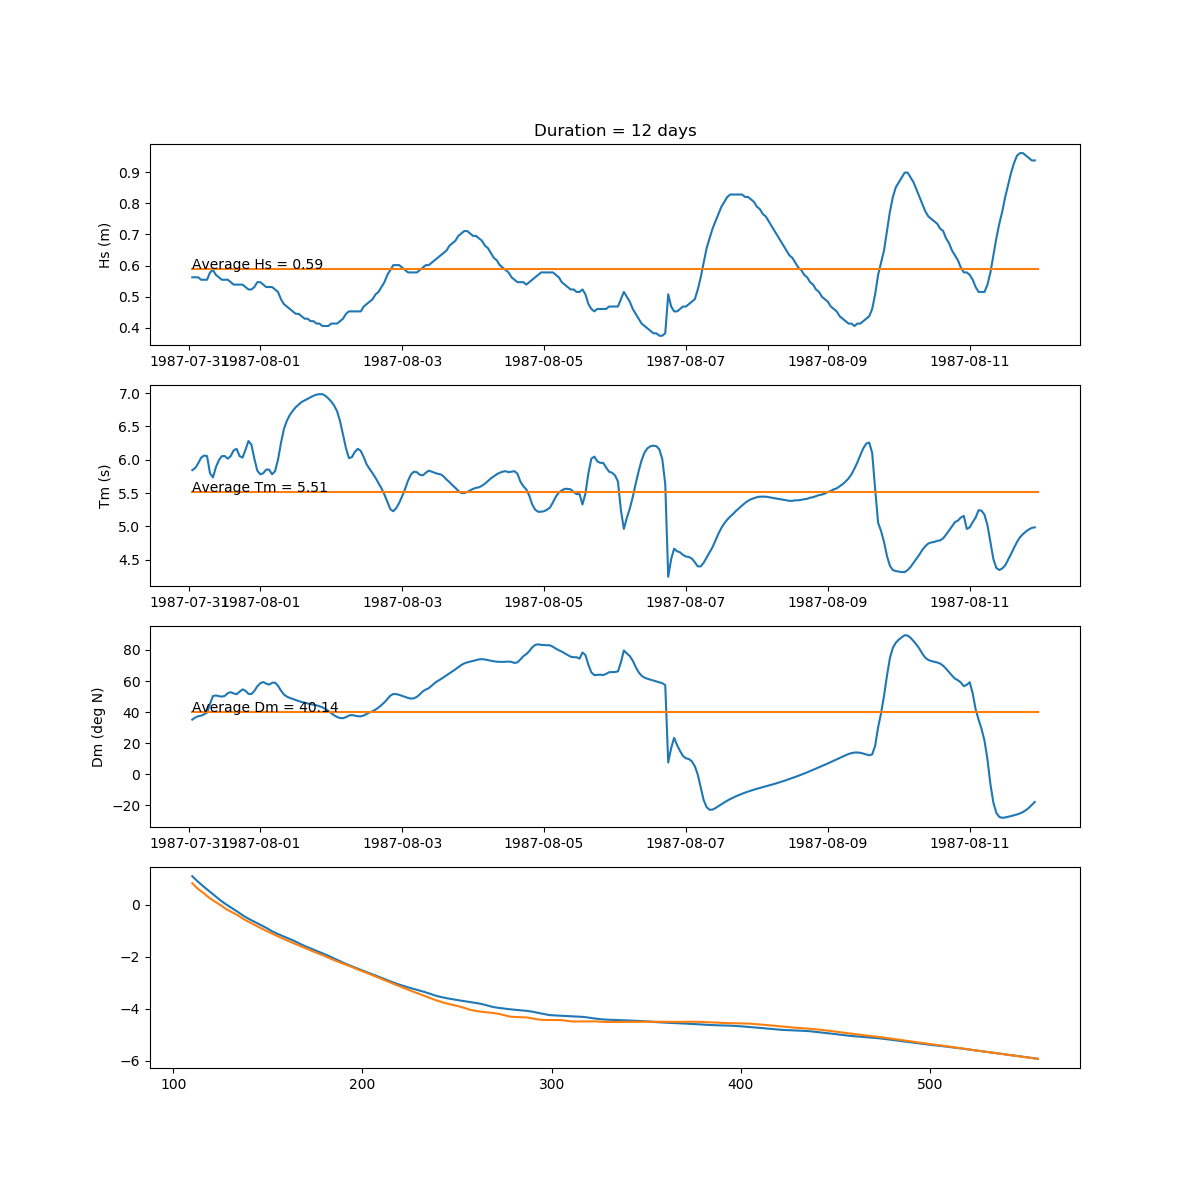 Duration = 12 days
Hs (m)
0.9
0.8
0.7
0.6
0.5
0.4
Average Hs = 0.59
1987-07-31 1987-08-01 1987-08-03 1987-08-05 1987-08-07 1987-08-09 1987-08-11
Tm (s)
7.0
6.5
6.0
5.5
5.0
4.5
Average Tm = 5.51
1987-07-31 1987-08-01 1987-08-03 1987-08-05 1987-08-07 1987-08-09 1987-08-11
Dm (deg N)
80
60
40
20
0
−20
Average Dm = 40.14
1987-07-31 1987-08-01 1987-08-03 1987-08-05 1987-08-07 1987-08-09 1987-08-11
0
−2
−4
−6
100 200 300 400 500